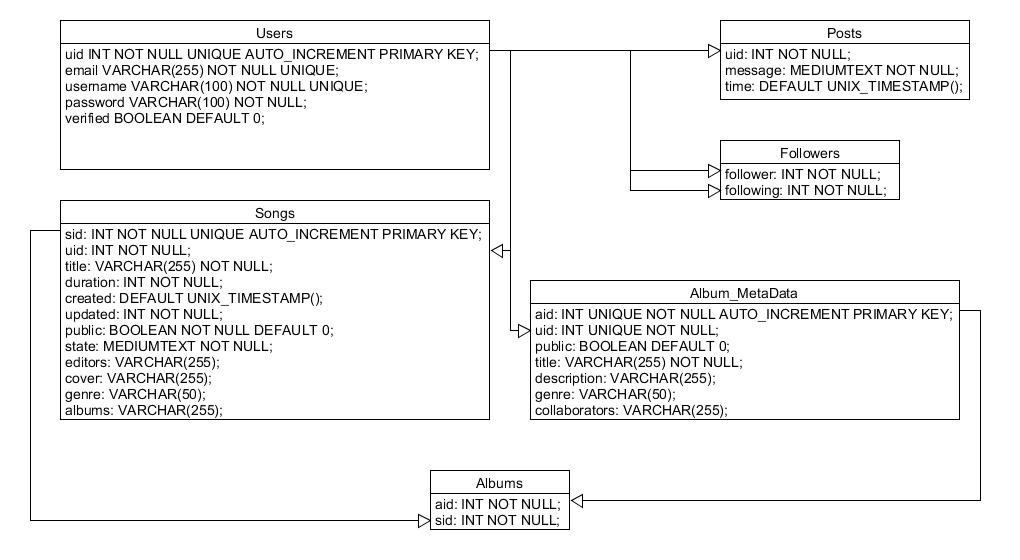 Users
uid INT NOT NULL UNIQUE AUTO_INCREMENT PRIMARY KEY;
email VARCHAR(255) NOT NULL UNIQUE;
username VARCHAR(100) NOT NULL UNIQUE;
password VARCHAR(100) NOT NULL;
verified BOOLEAN DEFAULT 0;
Posts
uid: INT NOT NULL;
message: MEDIUMTEXT NOT NULL;
time: DEFAULT UNIX_TIMESTAMP();
Followers
follower: INT NOT NULL;
following: INT NOT NULL;
Songs
sid: INT NOT NULL UNIQUE AUTO_INCREMENT PRIMARY KEY;
uid: INT NOT NULL;
title: VARCHAR(255) NOT NULL;
duration: INT NOT NULL;
created: DEFAULT UNIX_TIMESTAMP();
updated: INT NOT NULL;
public: BOOLEAN NOT NULL DEFAULT 0;
state: MEDIUMTEXT NOT NULL;
editors: VARCHAR(255);
cover: VARCHAR(255);
genre: VARCHAR(50);
albums: VARCHAR(255);
Album_MetaData
aid: INT UNIQUE NOT NULL AUTO_INCREMENT PRIMARY KEY;
uid: INT UNIQUE NOT NULL;
public: BOOLEAN DEFAULT 0;
title: VARCHAR(255) NOT NULL;
description: VARCHAR(255);
genre: VARCHAR(50);
collaborators: VARCHAR(255);
Albums
aid: INT NOT NULL;
sid: INT NOT NULL;